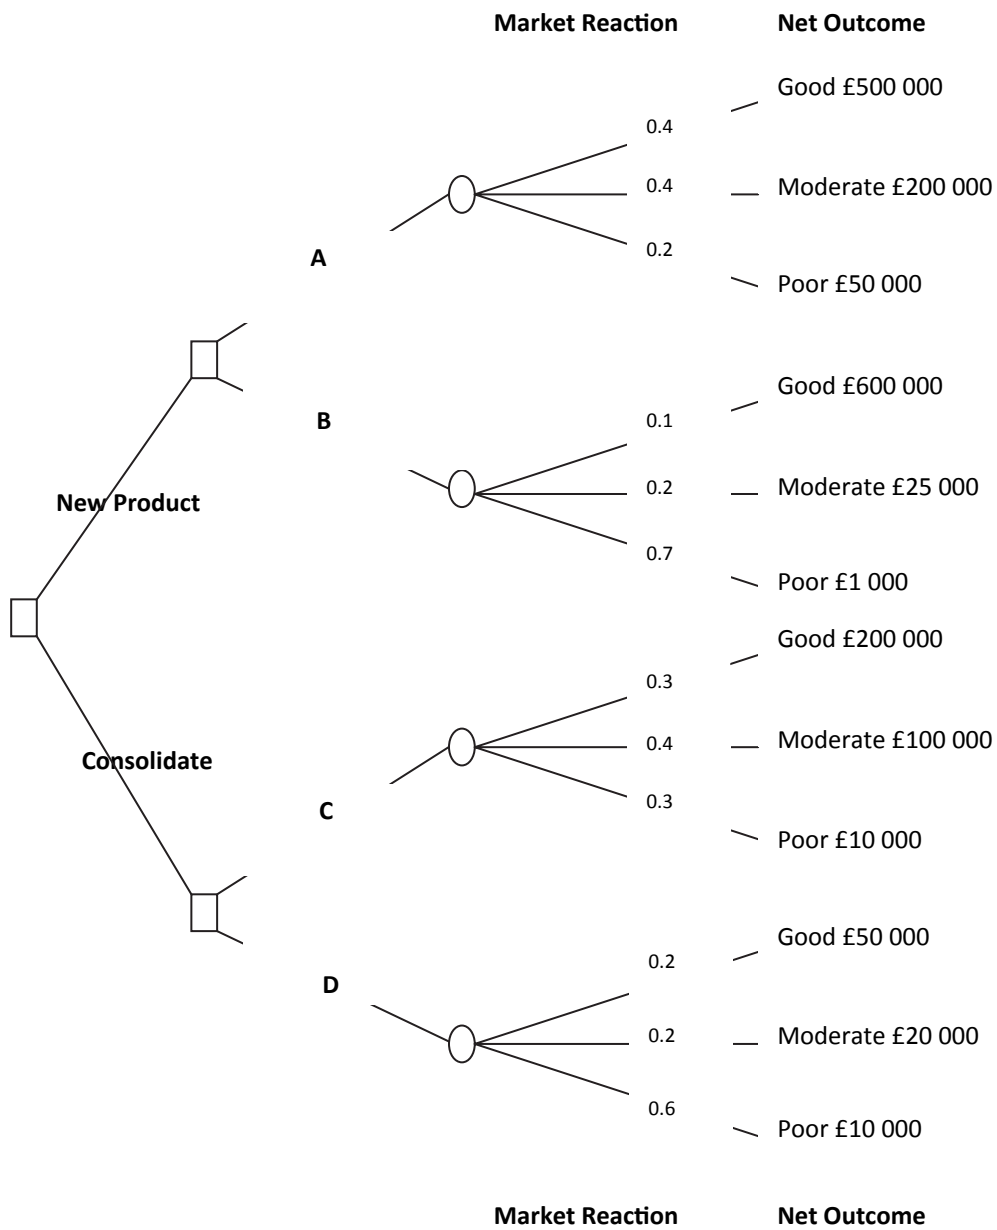 Market Reaction Net Outcome
Good £500 000
0.4
0.4 Moderate £200 000
0.2
A
Poor £50 000
Good £600 000
B 0.1
0.2 Moderate £25 000
New Product
0.7
Poor £1 000
Good £200 000
0.3
0.4 Moderate £100 000
Consolidate
0.3
C
Poor £10 000
Good £50 000
0.2
D
0.2 Moderate £20 000
0.6
Poor £10 000
Market Reaction Net Outcome